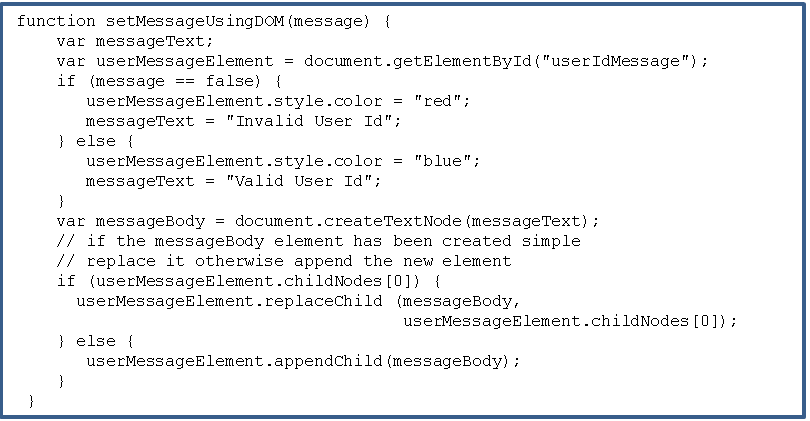 function setMessageUsingDOM(message) {
    var messageText;
    var userMessageElement = document.getElementById("userIdMessage");
    if (message == false) {
       userMessageElement.style.color = "red";
       messageText = "Invalid User Id";
    } else {
       userMessageElement.style.color = "blue";
       messageText = "Valid User Id";
    }
    var messageBody = document.createTextNode(messageText);
    // if the messageBody element has been created simple
    // replace it otherwise append the new element
    if (userMessageElement.childNodes[0]) {
      userMessageElement.replaceChild (messageBody,
                                       userMessageElement.childNodes[0]);
    } else {
       userMessageElement.appendChild(messageBody);
    }
 }